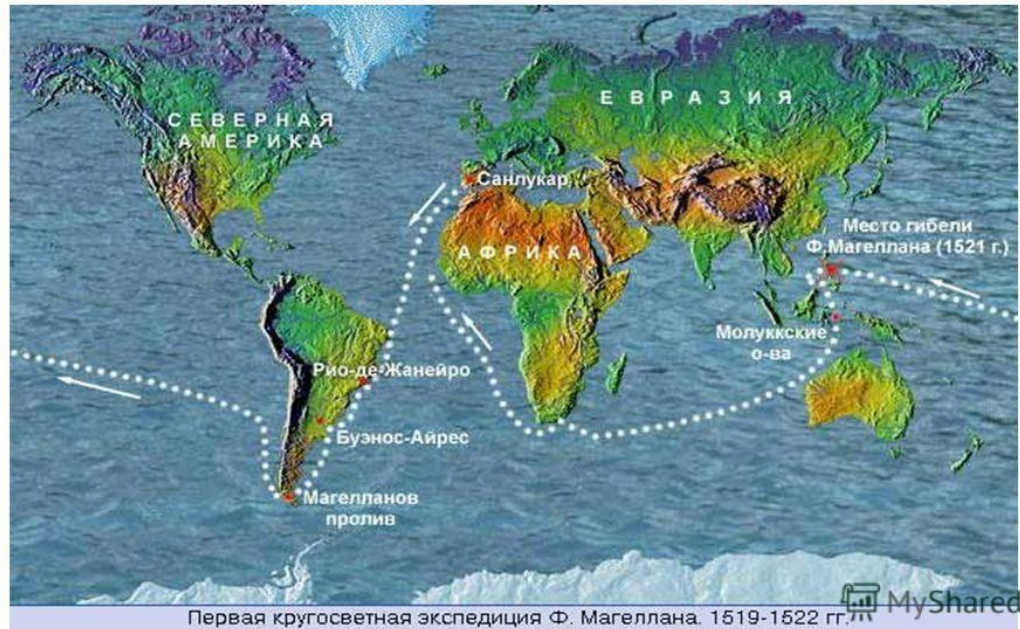 ЕВРАЗИЯ
СЕВЕРНАЯ
АМЕРИКА
Санлукар
Место гибели
Ф.Магеллана (1521 г.)
АФРИКА
Молуккские
о-ва
Рио-де-Жанейро
Буэнос-Айрес
Магелланов
пролив
Первая кругосветная экспедиция Ф. Магеллана. 1519-1522 гг.
MyShared